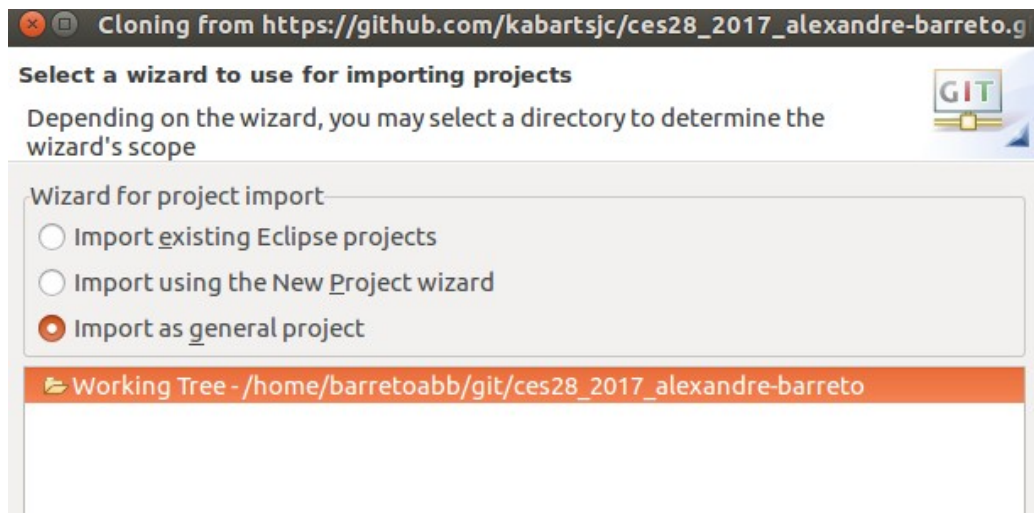 Cloning from https://github.com/kabartsjc/ces28_2017_alexandre-barreto.g
Select a wizard to use for importing projects
GIT
Depending on the wizard, you may select a directory to determine the
wizard's scope
Wizard for project import
Import existing Eclipse projects
Import using the New Project wizard
Import as general project
Working Tree - /home/barretoabb/git/ces28_2017_alexandre-barreto